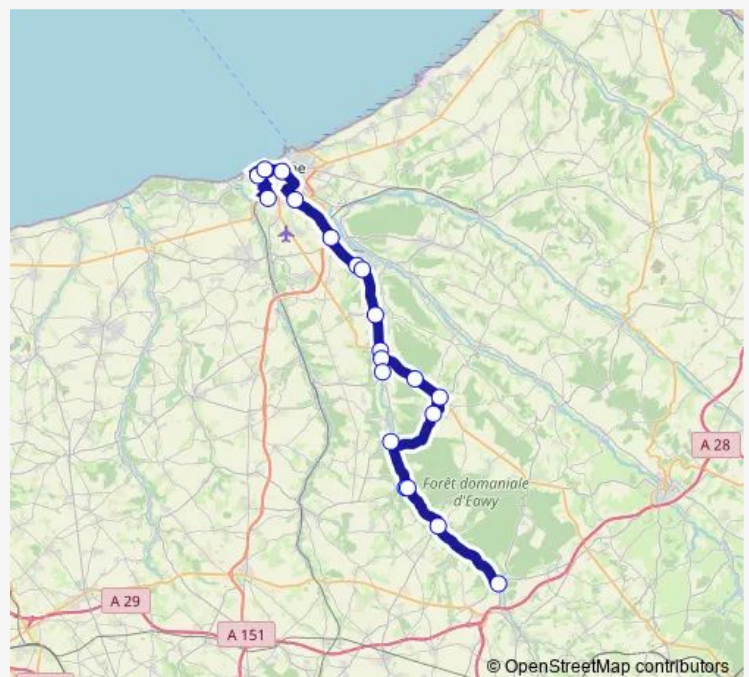 Forêt domaniale
d'Eawy
A 28
A 29
A 151
© OpenStreetMap contributors